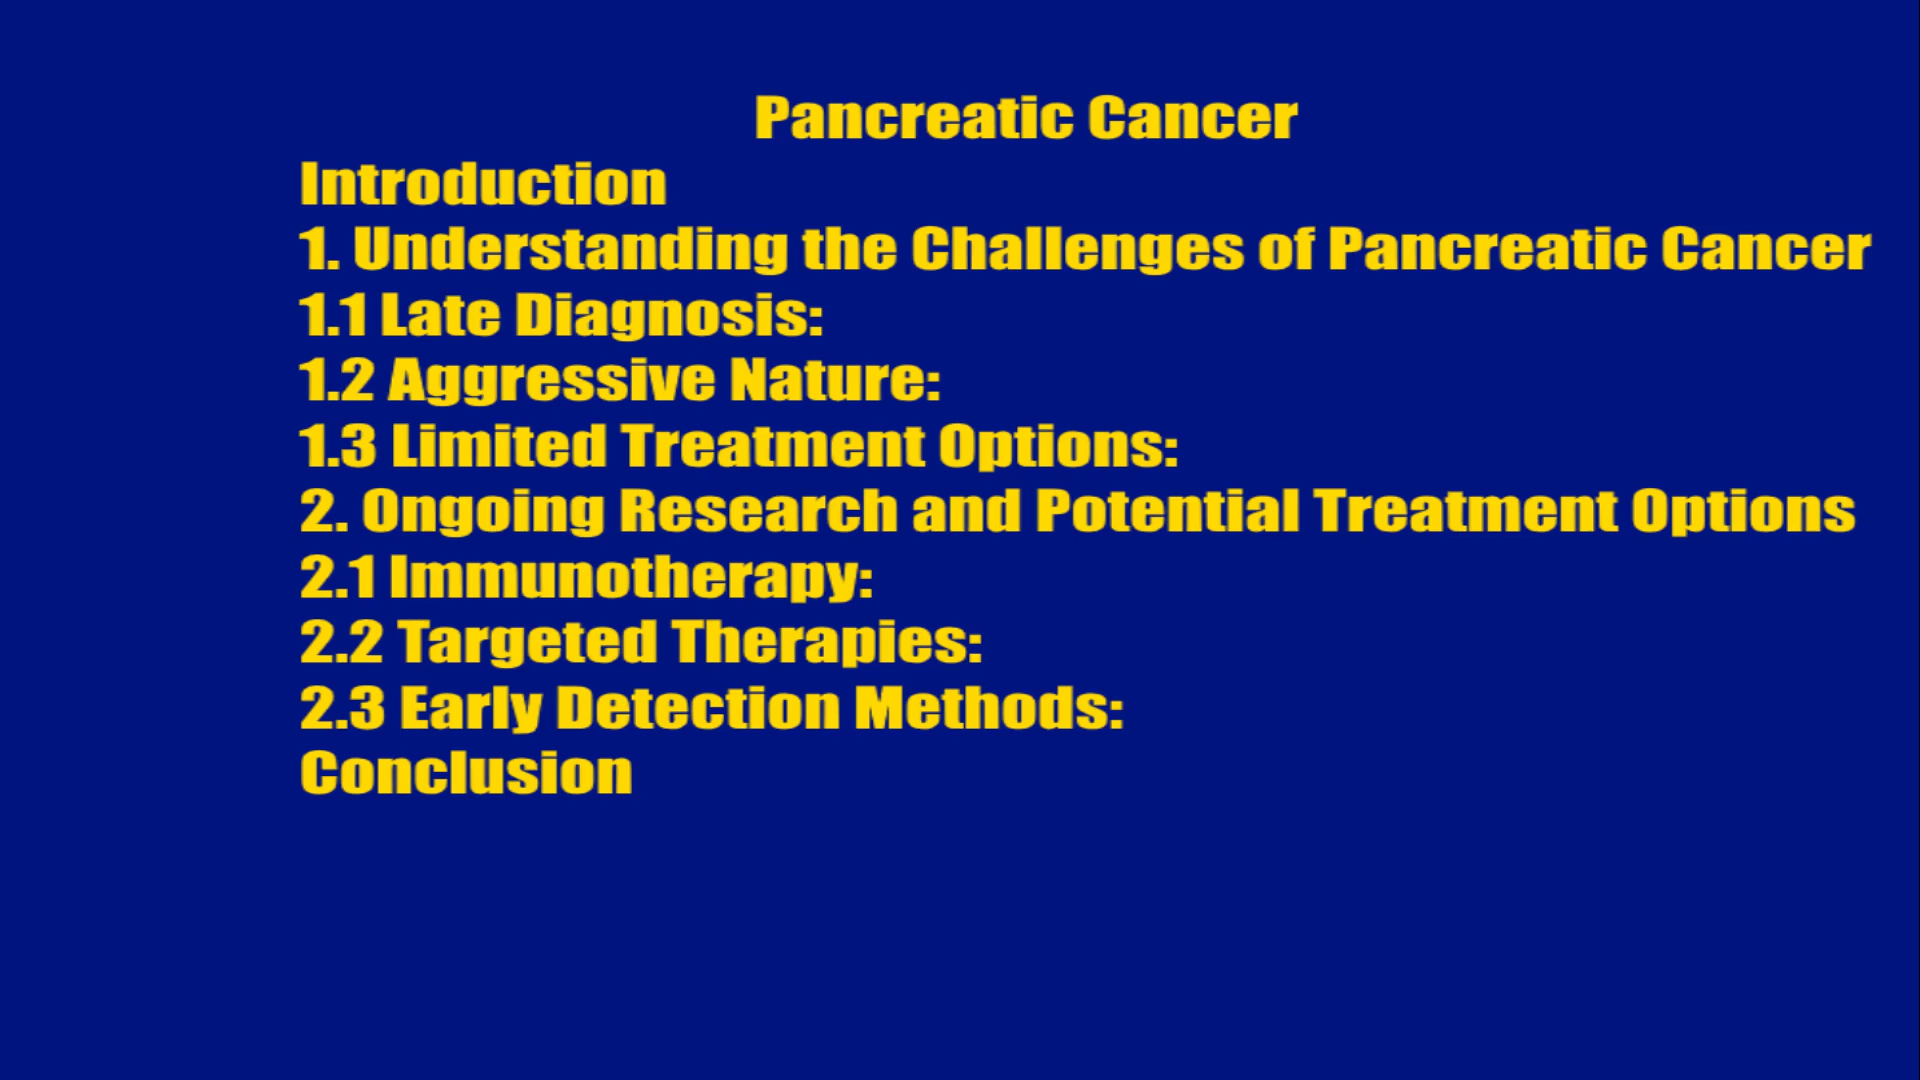 Pancreatic Cancer
Introduction
1. Understanding the Challenges of Pancreatic Cancer
1.1 Late Diagnosis:
1.2 Aggressive Nature:
1.3 Limited Treatment Options:
2. Ongoing Research and Potential Treatment Options
2.1 Immunotherapy:
2.2 Targeted Therapies:
2.3 Early Detection Methods:
Conclusion